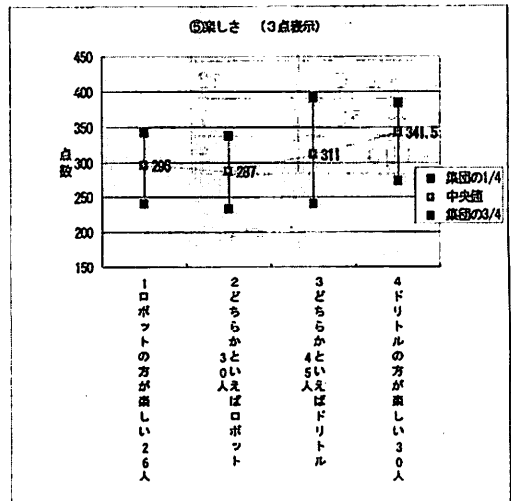 ⑤楽しさ (3点表示)
450
400
350
300
250
200
150
点数
296
287
311
341.5
集団の1/4
中央値
集団の3/4
1ロボットの方が楽しい26人
2どちらかといえばロボット
30人
3どちらかといえばドリトル
45人
4ドリトルの方が楽しい30人